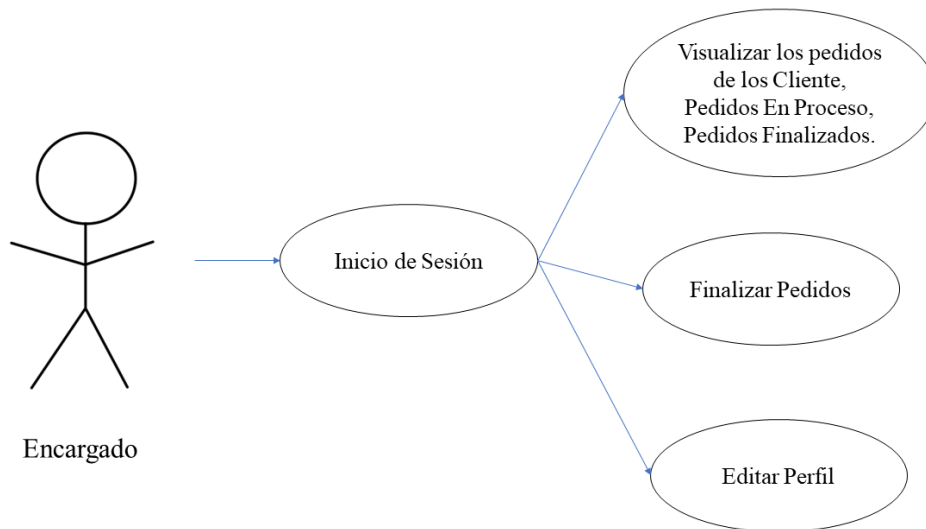 Visualizar los pedidos
de los Cliente,
Pedidos En Proceso,
Pedidos Finalizados.
Inicio de Sesión
Finalizar Pedidos
Encargado
Editar Perfil